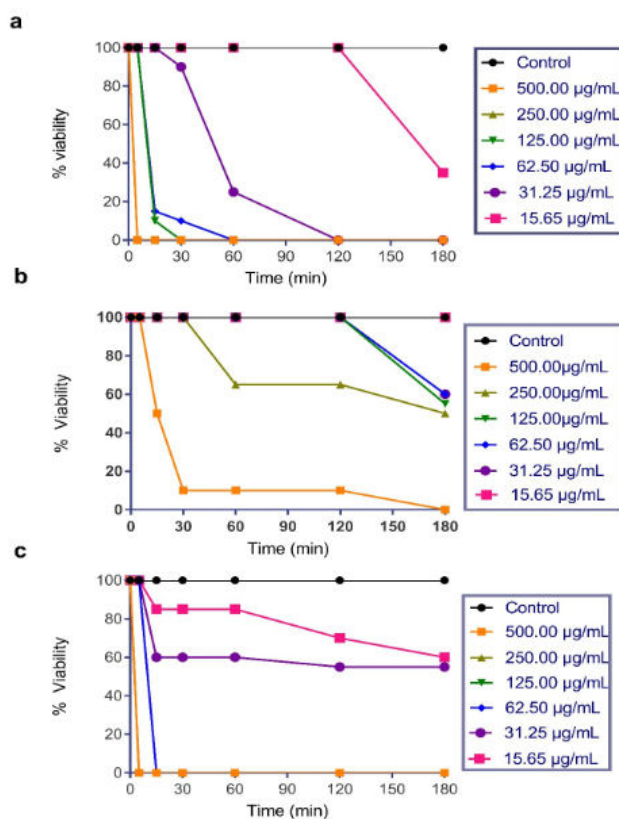 a
100
80
60
40
20
0
% viability
0 30 60 90 120 150 180
Time (min)
Control
500.00 µg/mL
250.00 µg/mL
125.00 µg/mL
62.50 µg/mL
31.25 µg/mL
15.65 µg/mL
b
100
80
60
40
20
0
% Viability
0 30 60 90 120 150 180
Time (min)
Control
500.00µg/mL
250.00 µg/mL
125.00 µg/mL
62.50 µg/mL
31.25 µg/mL
15.65 µg/mL
c
100
80
60
40
20
0
% Viability
0 30 60 90 120 150 180
Time (min)
Control
500.00 µg/mL
250.00 µg/mL
125.00 µg/mL
62.50 µg/mL
31.25 µg/mL
15.65 µg/mL